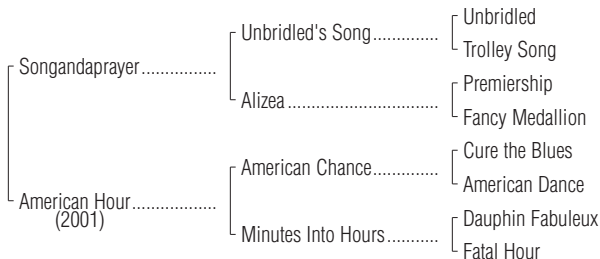 Unbridled
Unbridled's Song..............
Trolley Song
Songandaprayer................
Premiership
Alizea ................................
Fancy Medallion
Cure the Blues
American Chance..............
American Dance
American Hour..................
(2001)
Dauphin Fabuleux
Minutes Into Hours...........
Fatal Hour